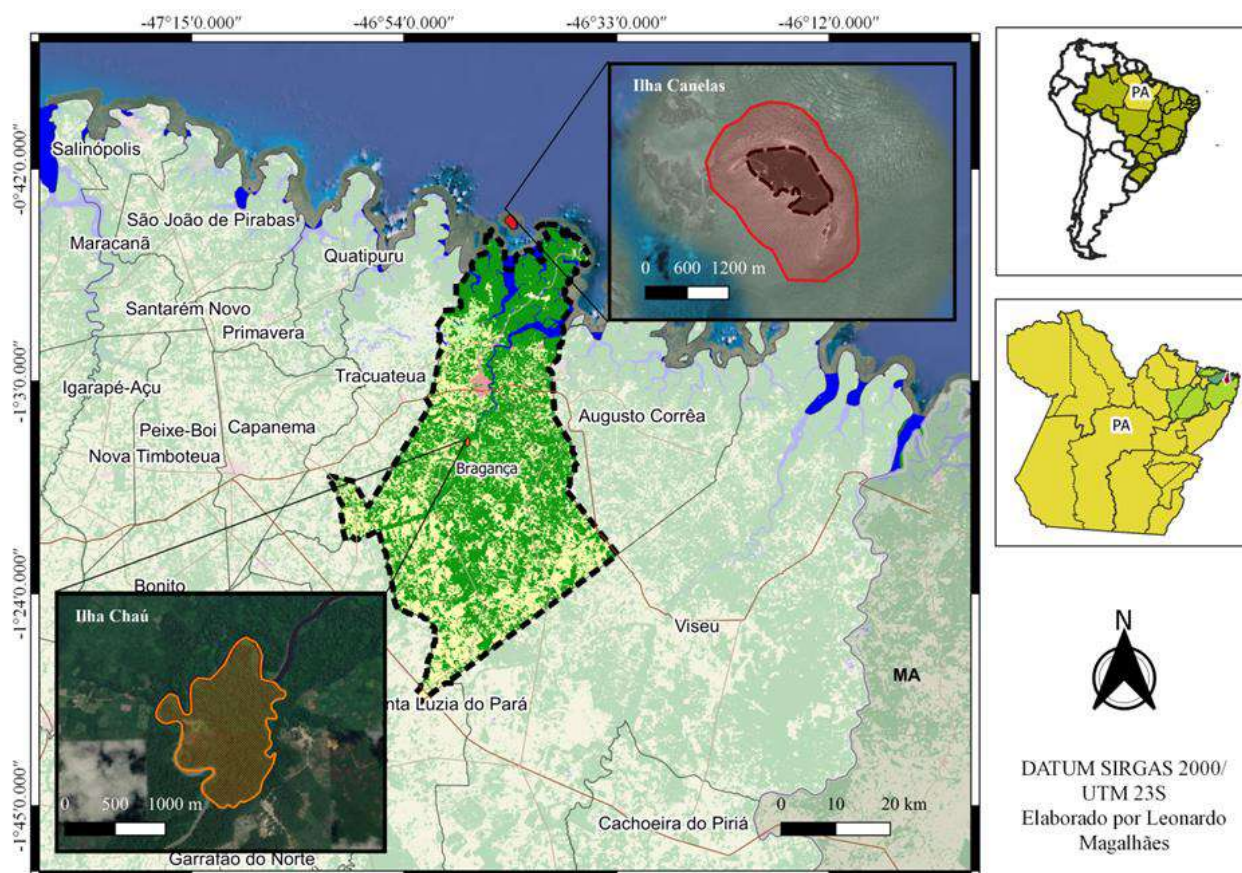 -47°15'0.000"
-46°54'0.000"
-46°33'0.000"
-46°12'0.000"
-0°42'0.000"
-1°3'0.000"
-1°24'0.000"
-1°45'0.000"
Ilha Canelas
0 600 1200 m
Salinópolis
São João de Pirabas
Maracanã
Quatipuru
Santarém Novo
Primavera
Tracuateua
Igarapé-Açu
Augusto Corrêa
Peixe-Boi
Capanema
Nova Timboteua
Bragança
Bonito
Ilha Chaú
Viseu
MA
nta Luzia do Pará
0 500 1000 m
0 10 20 km
Cachoeira do Piriá
Garrafão do Norte
PA
PA
N
DATUM SIRGAS 2000/
UTM 23S
Elaborado por Leonardo
Magalhães